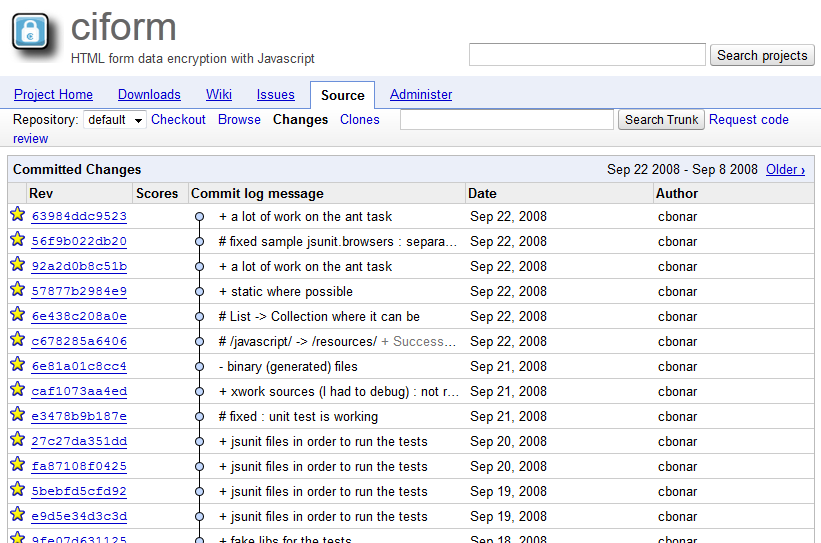 ciform
HTML form data encryption with Javascript
Search projects
Project Home Downloads Wiki Issues Source Administer
Repository: default Checkout Browse Changes Clones Search Trunk Request code
review
Committed Changes Sep 22 2008 - Sep 8 2008 Older ›
Rev Scores Commit log message Date Author
63984ddc9523 + a lot of work on the ant task Sep 22, 2008 cbonar
56f9b022db20 # fixed sample jsunit.browsers : separa... Sep 22, 2008 cbonar
92a2d0b8c51b + a lot of work on the ant task Sep 22, 2008 cbonar
57877b2984e9 + static where possible Sep 22, 2008 cbonar
6e438c208a0e # List -> Collection where it can be Sep 22, 2008 cbonar
c678285a6406 # /javascript/ -> /resources/ + Success... Sep 22, 2008 cbonar
6e81a01c8cc4 - binary (generated) files Sep 21, 2008 cbonar
caf1073aa4ed + xwork sources (I had to debug) : not r... Sep 21, 2008 cbonar
e3478b9b187e # fixed : unit test is working Sep 21, 2008 cbonar
27c27da351dd + jsunit files in order to run the tests Sep 20, 2008 cbonar
fa87108f0425 + jsunit files in order to run the tests Sep 20, 2008 cbonar
5bebfd5cfd92 + jsunit files in order to run the tests Sep 19, 2008 cbonar
e9d5e34d3c3d + jsunit files in order to run the tests Sep 19, 2008 cbonar
9fe07d631125 + fake libs for the tests Sep 18, 2008 cbonar